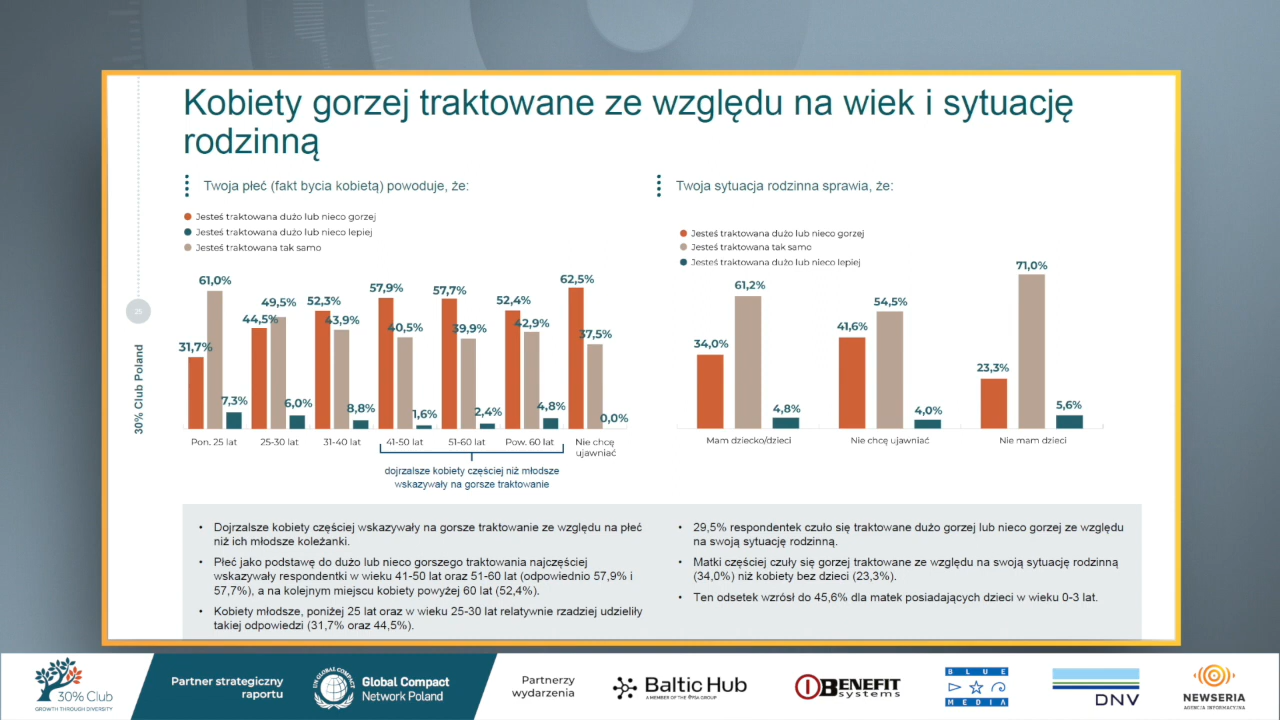 Kobiety gorzej traktowane ze względu na wiek i sytuację
rodzinną
Twoja płeć (fakt bycia kobietą) powoduje, że:
Jesteś traktowana dużo lub nieco gorzej
Jesteś traktowana dużo lub nieco lepiej
Jesteś traktowana tak samo
31,7% 61,0% 7,3%
44,5% 49,5% 6,0%
52,3% 43,9% 8,8%
57,9% 40,5% 1,6%
57,7% 39,9% 2,4%
52,4% 42,9% 4,8%
62,5% 37,5% 0,0%
Pon. 25 lat 25-30 lat 31-40 lat 41-50 lat 51-60 lat Pow. 60 lat Nie chcę
ujawniać
dojrzalsze kobiety częściej niż młodsze
wskazywały na gorsze traktowanie
Twoja sytuacja rodzinna sprawia, że:
Jesteś traktowana dużo lub nieco gorzej
Jesteś traktowana tak samo
Jesteś traktowana dużo lub nieco lepiej
34,0% 61,2% 4,8%
41,6% 54,5% 4,0%
23,3% 71,0% 5,6%
Mam dziecko/dzieci Nie chcę ujawniać Nie mam dzieci
25
30% Club Poland
• Dojrzalsze kobiety częściej wskazywały na gorsze traktowanie ze względu na płeć
niż ich młodsze koleżanki.
• Płeć jako podstawę do dużo lub nieco gorszego traktowania najczęściej
wskazywały respondentki w wieku 41-50 lat oraz 51-60 lat (odpowiednio 57,9% i
57,7%), a na kolejnym miejscu kobiety powyżej 60 lat (52,4%).
• Kobiety młodsze, poniżej 25 lat oraz w wieku 25-30 lat relatywnie rzadziej udzieliły
takiej odpowiedzi (31,7% oraz 44,5%).
• 29,5% respondentek czuło się traktowane dużo gorzej lub nieco gorzej ze względu
na swoją sytuację rodzinną.
• Matki częściej czuły się gorzej traktowane ze względu na swoją sytuację rodzinną
(34,0%) niż kobiety bez dzieci (23,3%).
• Ten odsetek wzrósł do 45,6% dla matek posiadających dzieci w wieku 0-3 lat.
30% Club
GROWTH THROUGH DIVERSITY
Partner strategiczny
raportu
UN GLOBAL COMPACT
Global Compact
Network Poland
Partnerzy
wydarzenia
Baltic Hub
A MEMBER OF THE PSA GROUP
BENEFIT
systems
BLUE
MEDIA
DNV
NEWSERIA
AGENCJA INFORMACYJNA